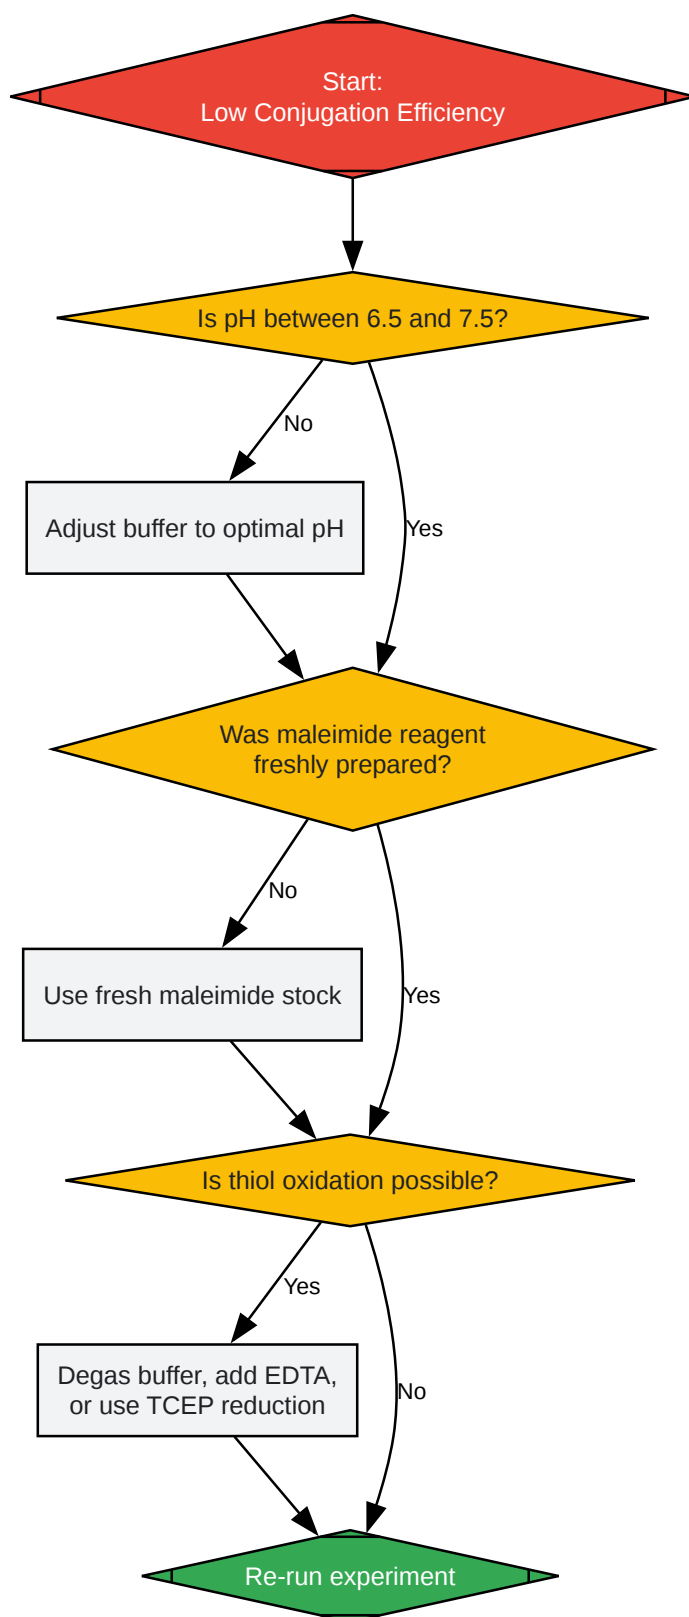 Start:
Low Conjugation Efficiency
Is pH between 6.5 and 7.5?
No
Adjust buffer to optimal pH
Yes
Was maleimide reagent
freshly prepared?
No
Use fresh maleimide stock
Yes
Is thiol oxidation possible?
Yes
Degas buffer, add EDTA,
or use TCEP reduction
No
Re-run experiment